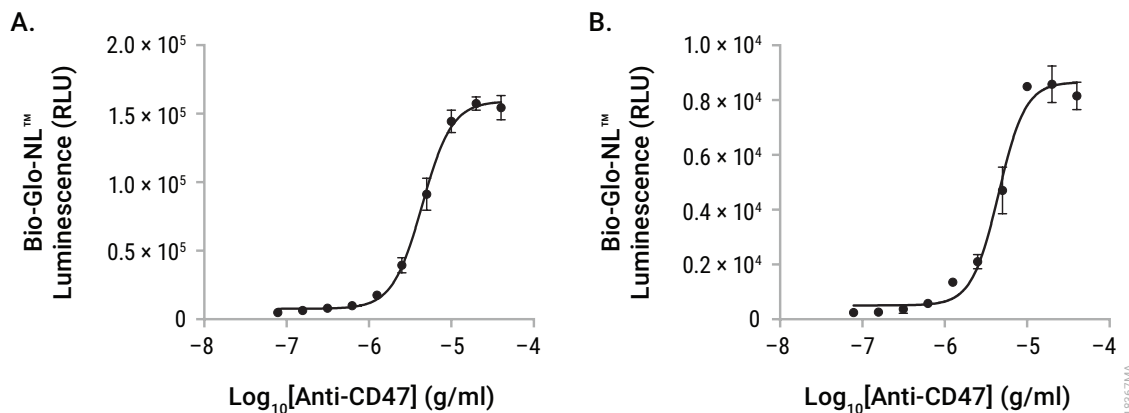 A.
Bio-Glo-NL™
Luminescence (RLU)
2.0 × 10⁵
1.5 × 10⁵
1.0 × 10⁵
0.5 × 10⁵
0
−8 −7 −6 −5 −4
Log₁₀[Anti-CD47] (g/ml)
B.
Bio-Glo-NL™
Luminescence (RLU)
1.0 × 10⁴
0.8 × 10⁴
0.6 × 10⁴
0.4 × 10⁴
0.2 × 10⁴
0
−8 −7 −6 −5 −4
Log₁₀[Anti-CD47] (g/ml)